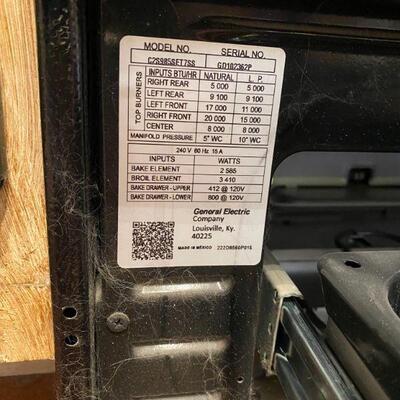 MODEL NO. SERIAL NO.
C2S985SET7SS GD102362P
TOP BURNERS
INPUTS BTU/HR NATURAL L. P.
RIGHT REAR 5 000 5 000
LEFT REAR 9 100 9 100
LEFT FRONT 17 000 11 000
RIGHT FRONT 20 000 15 000
CENTER 8 000 8 000
MANIFOLD PRESSURE 5" WC 10" WC
240 V 60 Hz 15 A
INPUTS WATTS
BAKE ELEMENT 2 585
BROIL ELEMENT 3 410
BAKE DRAWER - UPPER 412 @ 120V
BAKE DRAWER - LOWER 800 @ 120V
General Electric
Company
Louisville, Ky.
40225
MADE IN MÉXICO 222D8560P015